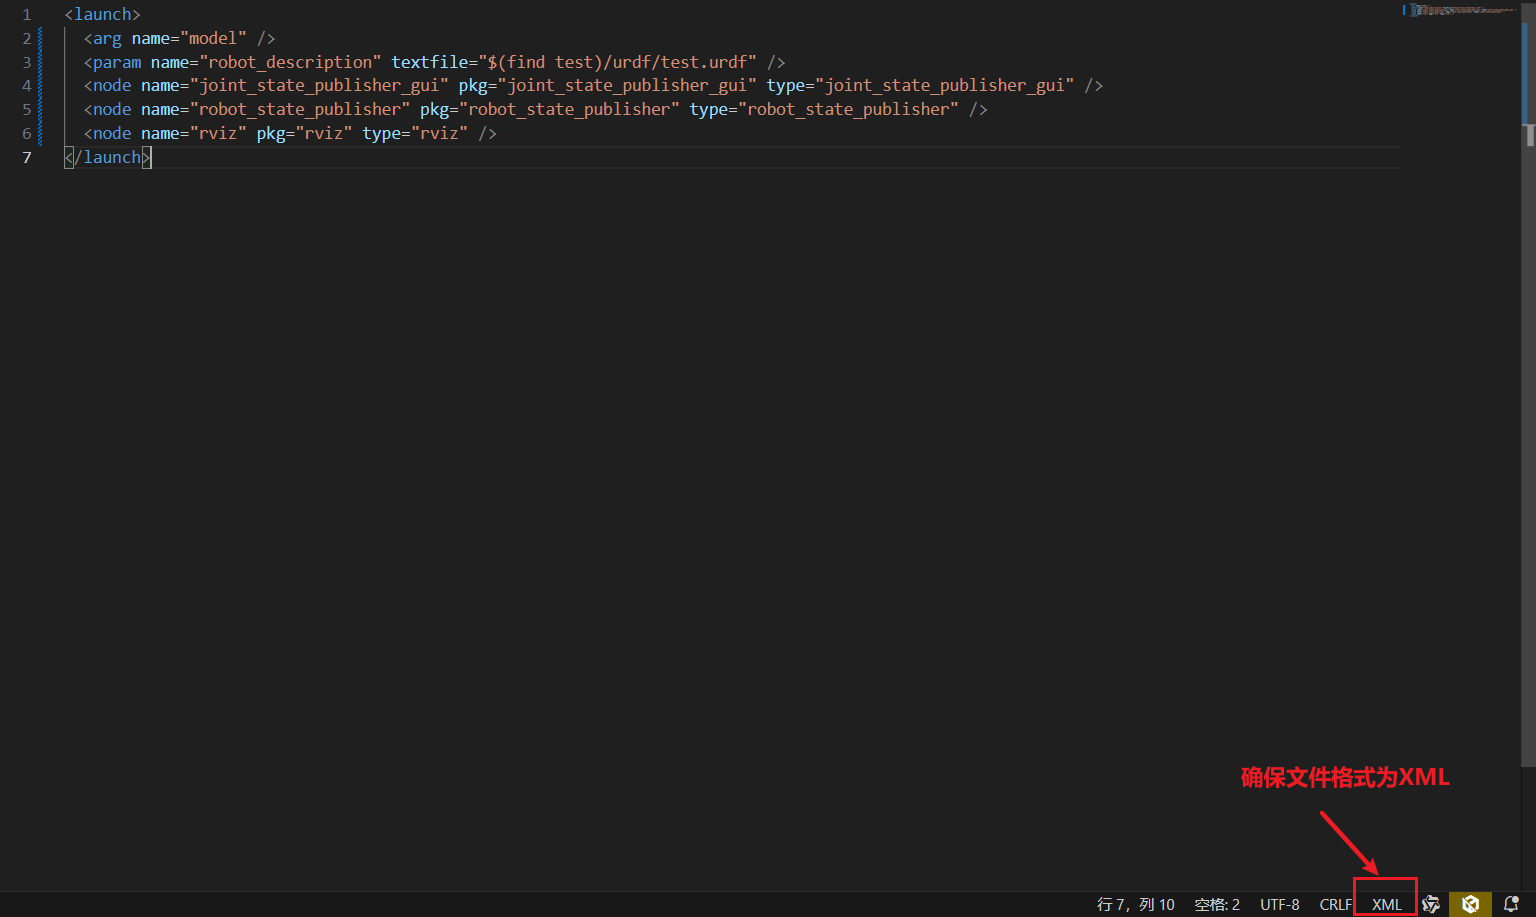 1 <launch>
2 <arg name="model" />
3 <param name="robot_description" textfile="$(find test)/urdf/test.urdf" />
4 <node name="joint_state_publisher_gui" pkg="joint_state_publisher_gui" type="joint_state_publisher_gui" />
5 <node name="robot_state_publisher" pkg="robot_state_publisher" type="robot_state_publisher" />
6 <node name="rviz" pkg="rviz" type="rviz" />
7 </launch>
确保文件格式为XML
行 7，列 10 空格: 2 UTF-8 CRLF XML